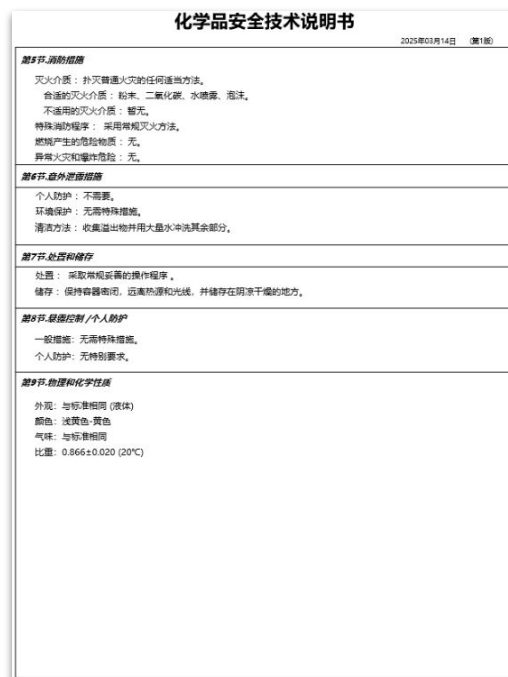 化学品安全技术说明书
2025年03月14日 (第1版)
第5节.消防措施
灭火介质：扑灭普通火灾的任何适当方法。
合适的灭火介质：粉末、二氧化碳、水喷雾、泡沫。
不适用的灭火介质：暂无。
特殊消防程序： 采用常规灭火方法。
燃烧产生的危险物质：无。
异常火灾和爆炸危险：无。
第6节.意外泄露措施
个人防护：不需要。
环境保护：无需特殊措施。
清洁方法：收集溢出物并用大量水冲洗其余部分。
第7节.处置和储存
处置： 采取常规妥善的操作程序 。
储存：保持容器密闭，远离热源和光线，并储存在阴凉干燥的地方。
第8节.暴露控制 /个人防护
一般措施：无需特殊措施。
个人防护：无特别要求。
第9节.物理和化学性质
外观：与标准相同 (液体)
颜色：浅黄色-黄色
气味：与标准相同
比重：0.866±0.020 (20℃)